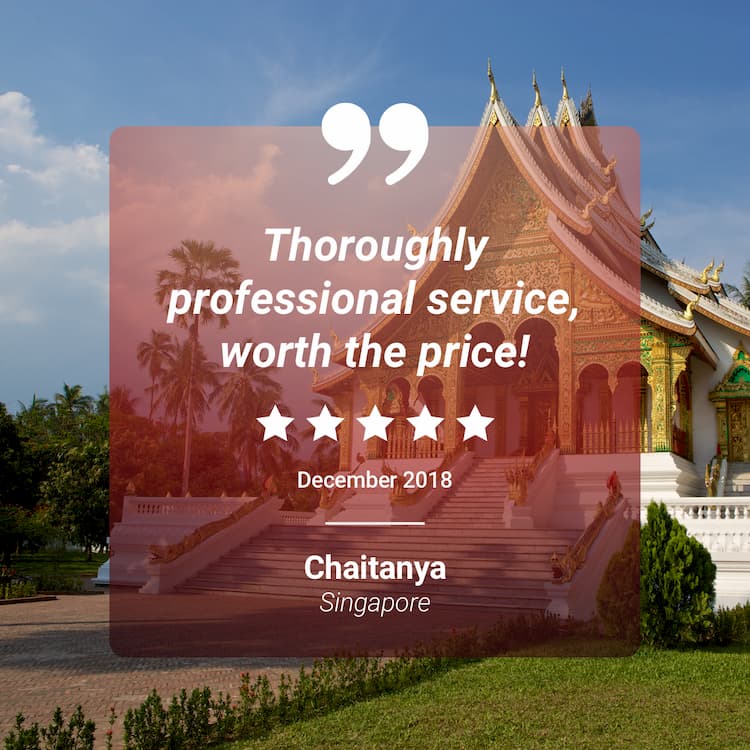 Thoroughly
professional service,
worth the price!
December 2018
Chaitanya
Singapore